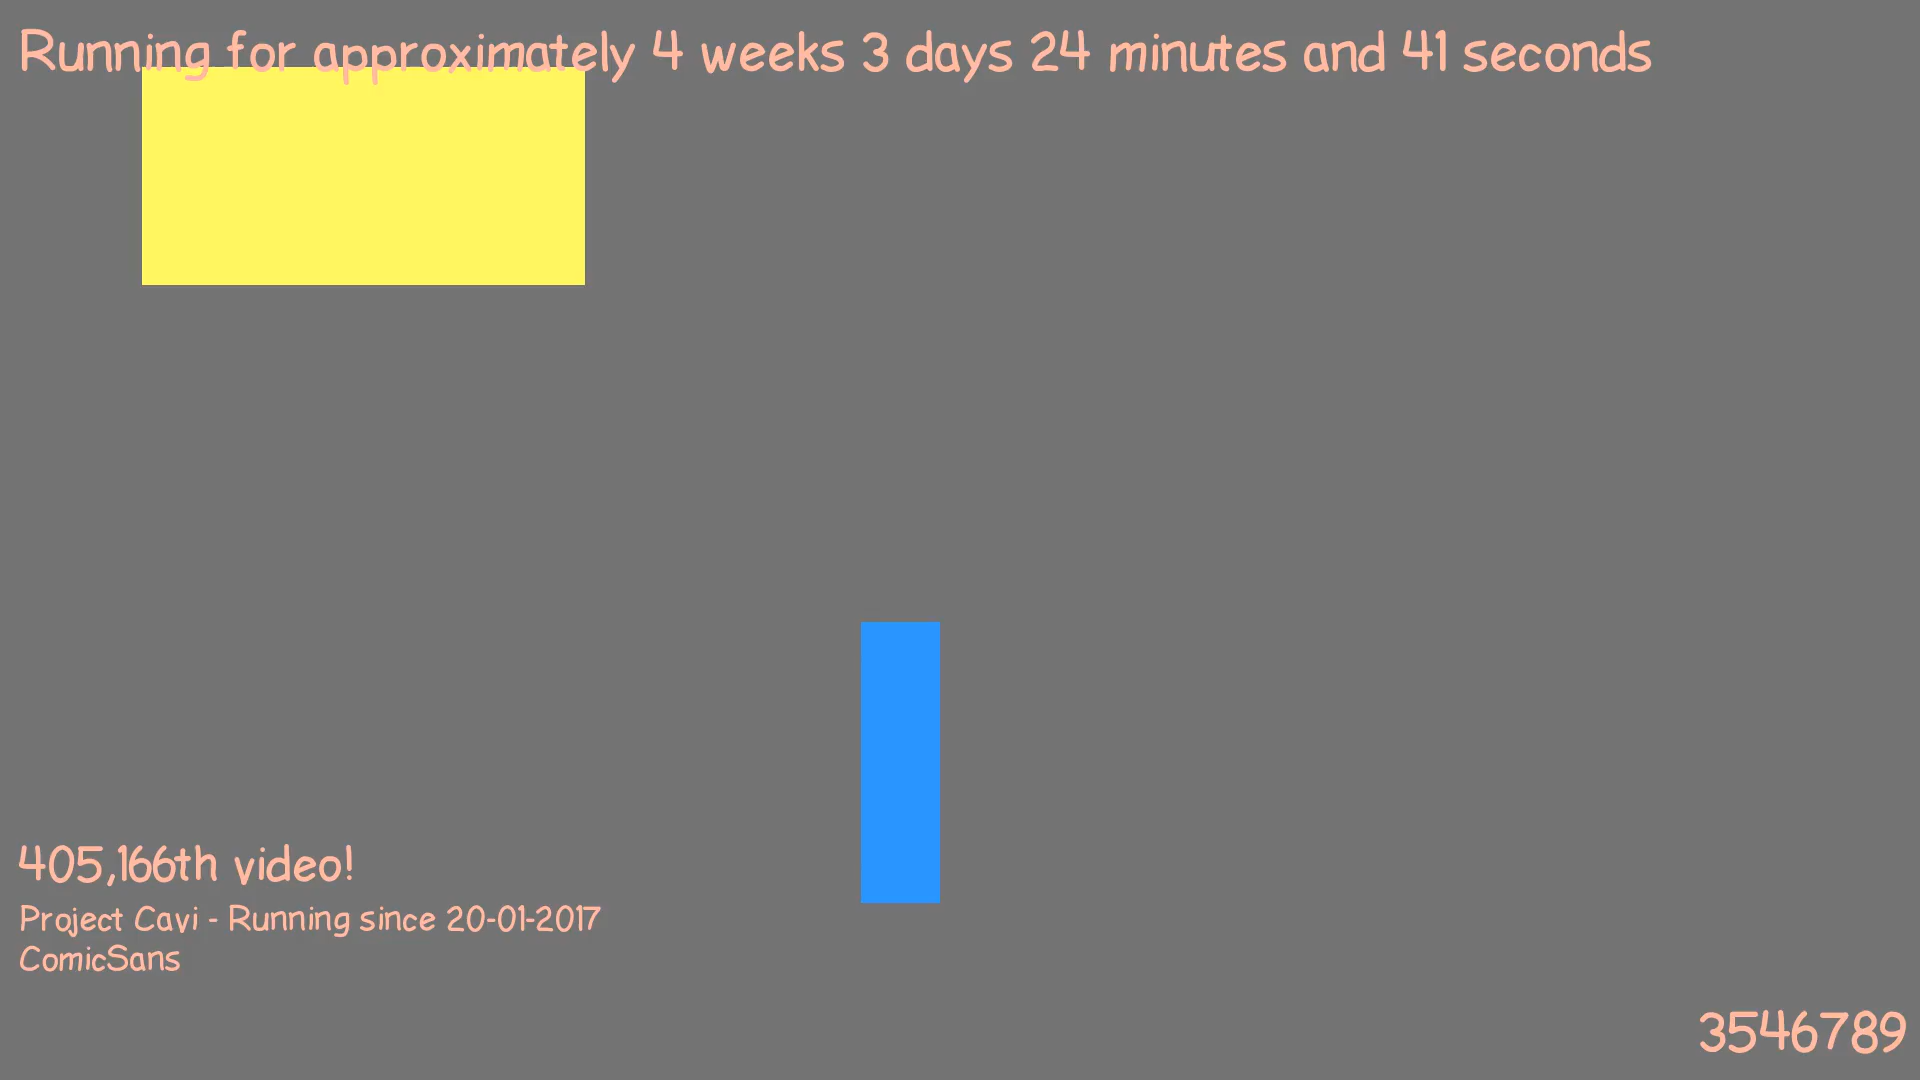 Running for approximately 4 weeks 3 days 24 minutes and 41 seconds
405,166th video!
Project Cavi - Running since 20-01-2017
ComicSans
3546789